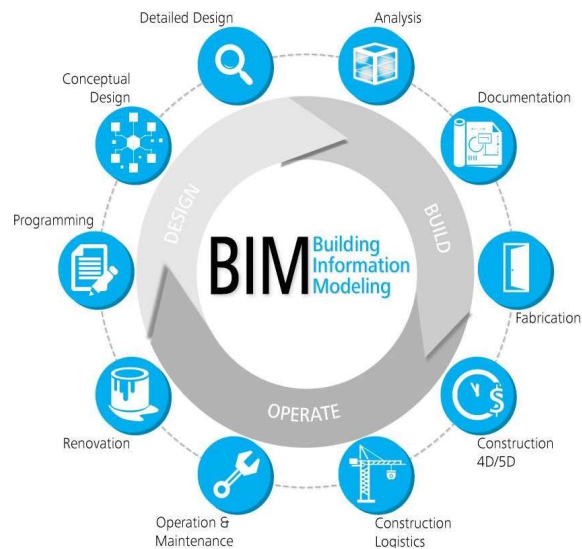 Detailed Design
Analysis
Conceptual
Design
Documentation
Programming
DESIGN
BUILD
BIM
Building
Information
Modeling
Fabrication
Renovation
OPERATE
$
Construction
4D/5D
Operation &
Maintenance
Construction
Logistics